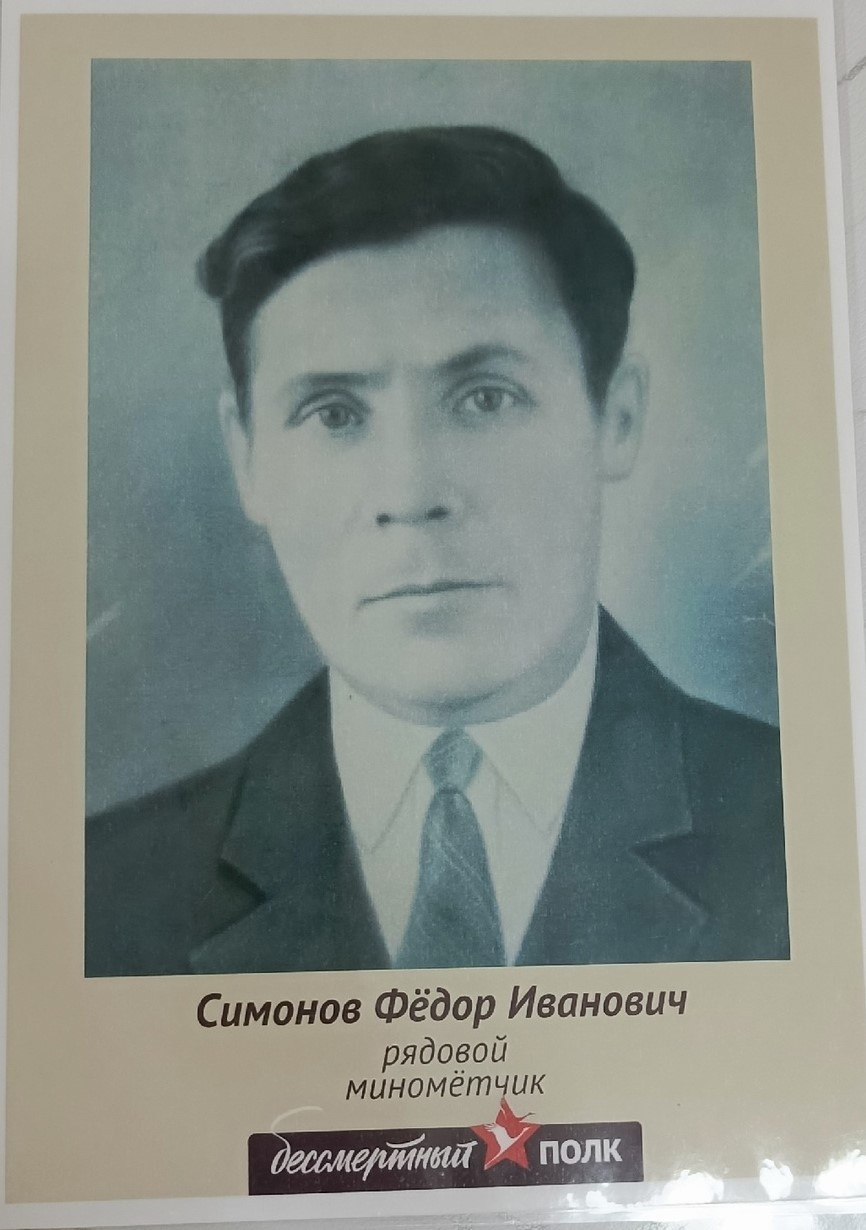 Симонов Фёдор Иванович
рядовой
миномётчик
бессмертный ПОЛК